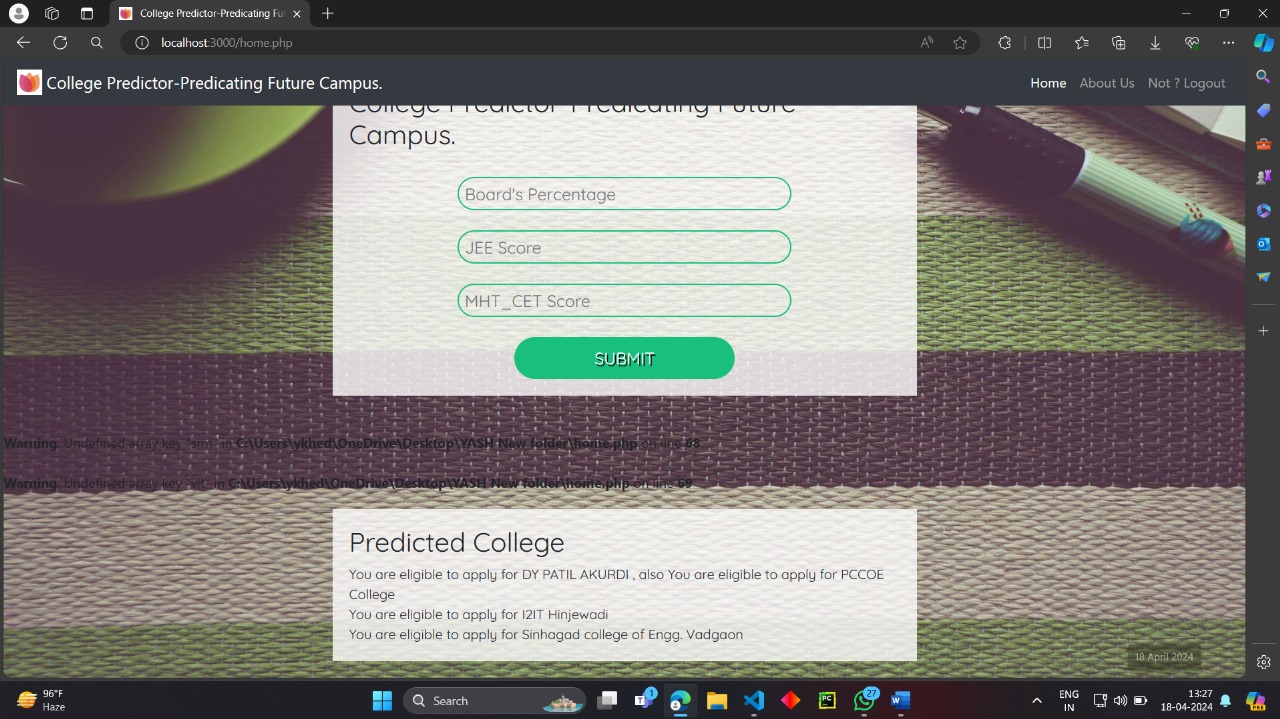 College Predictor-Predicating Fu
localhost:3000/home.php
College Predictor-Predicating Future Campus.
Home About Us Not ? Logout
College Predictor-Predicating Future
Campus.
Board's Percentage
JEE Score
MHT_CET Score
SUBMIT
Warning: Undefined array key "srm" in C:\Users\ykhed\OneDrive\Desktop\YASH New folder\home.php on line 68
Warning: Undefined array key "vit" in C:\Users\ykhed\OneDrive\Desktop\YASH New folder\home.php on line 69
Predicted College
You are eligible to apply for DY PATIL AKURDI , also You are eligible to apply for PCCOE
College
You are eligible to apply for I2IT Hinjewadi
You are eligible to apply for Sinhagad college of Engg. Vadgaon
18 April 2024
96°F
Haze
Search
1
PC
27
ENG
IN
13:27
18-04-2024